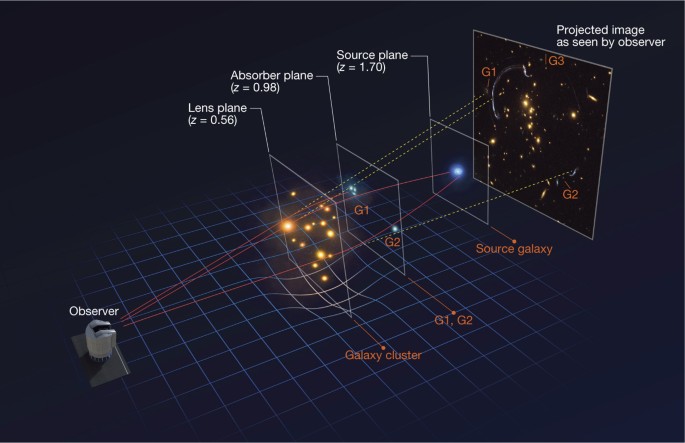 Projected image
as seen by observer
G1
G3
G2
Source plane
(z = 1.70)
Absorber plane
(z = 0.98)
Lens plane
(z = 0.56)
G1
G2
Source galaxy
Observer
G1, G2
Galaxy cluster